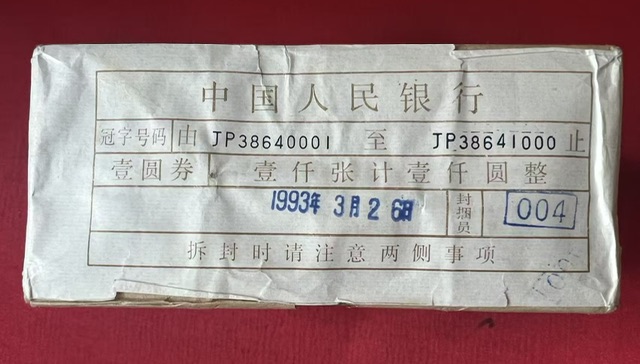 中国人民银行
冠字号码 由 JP38640001 至 JP38641000 止
壹圆券 壹仟张计壹仟圆整
1993年 3月26日 封捆员 004
拆封时请注意两侧事项